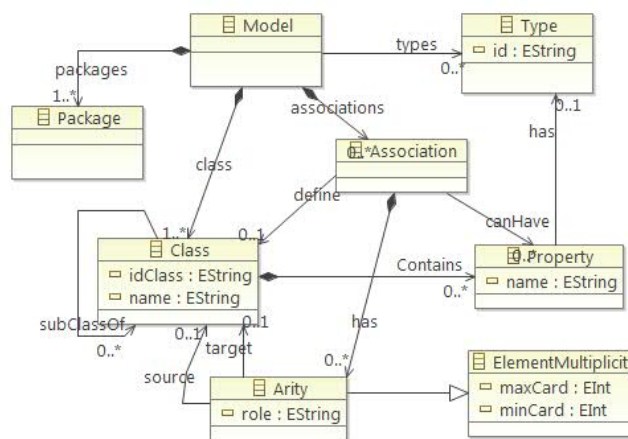 Model
Type
id : EString
types
0..*
packages
1..*
Package
associations
0..*
Association
0..1
has
class
define
canHave
1..*
0..1
Class
idClass : EString
name : EString
Contains
0..*
0..*
Property
name : EString
subClassOf
0..*
0..1
0..1
target
source
has
0..*
Arity
role : EString
ElementMultiplicit
maxCard : EInt
minCard : EInt